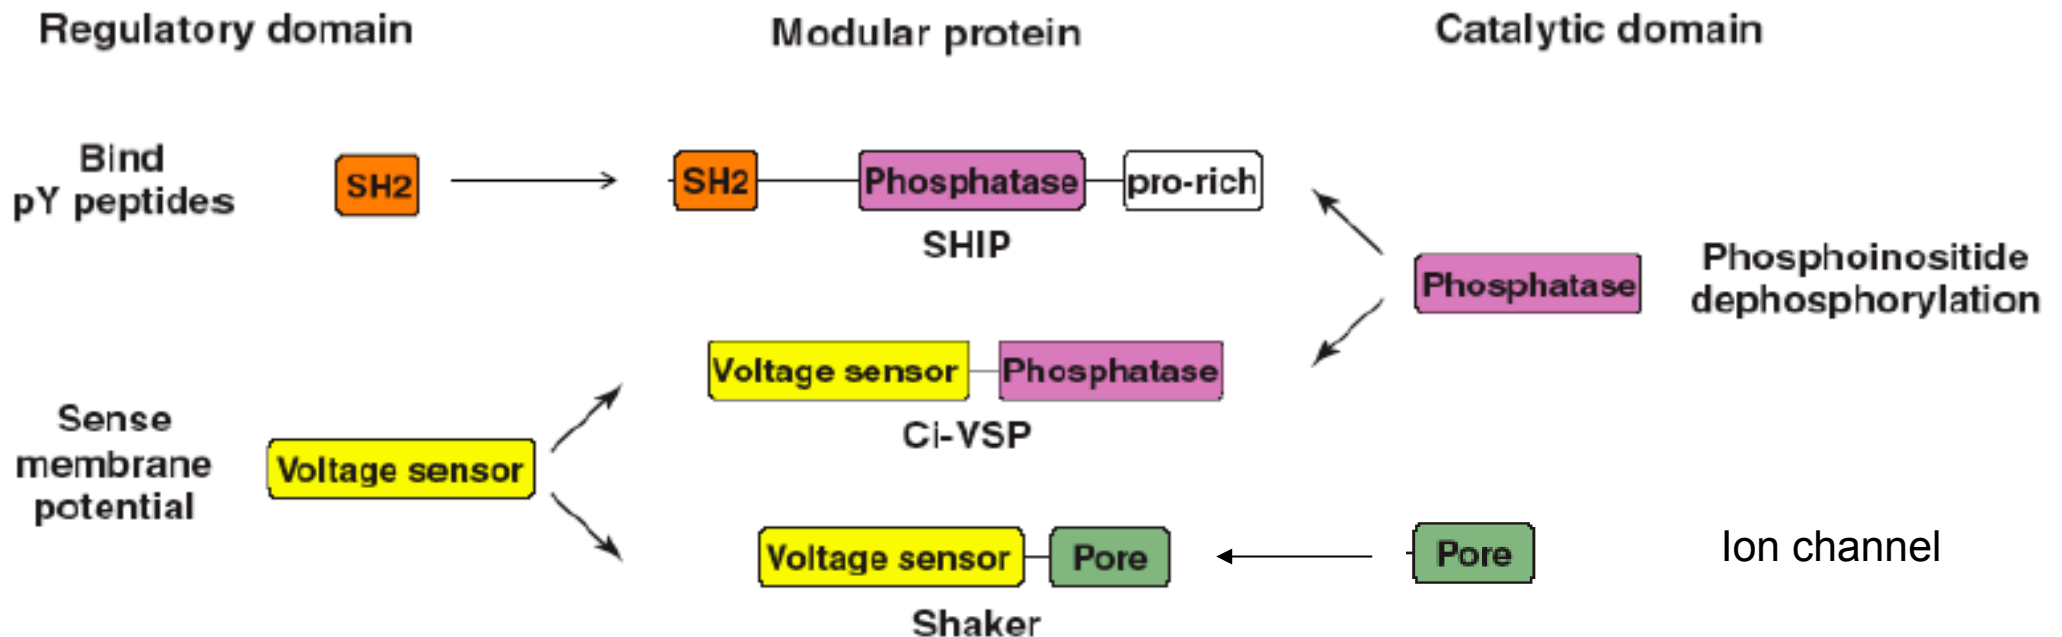 Regulatory domain
Modular protein
Catalytic domain
Bind
pY peptides
SH2
SH2
Phosphatase
pro-rich
SHIP
Phosphatase
Phosphoinositide
dephosphorylation
Voltage sensor
Phosphatase
Ci-VSP
Sense
membrane
potential
Voltage sensor
Voltage sensor
Pore
Shaker
Pore
Ion channel